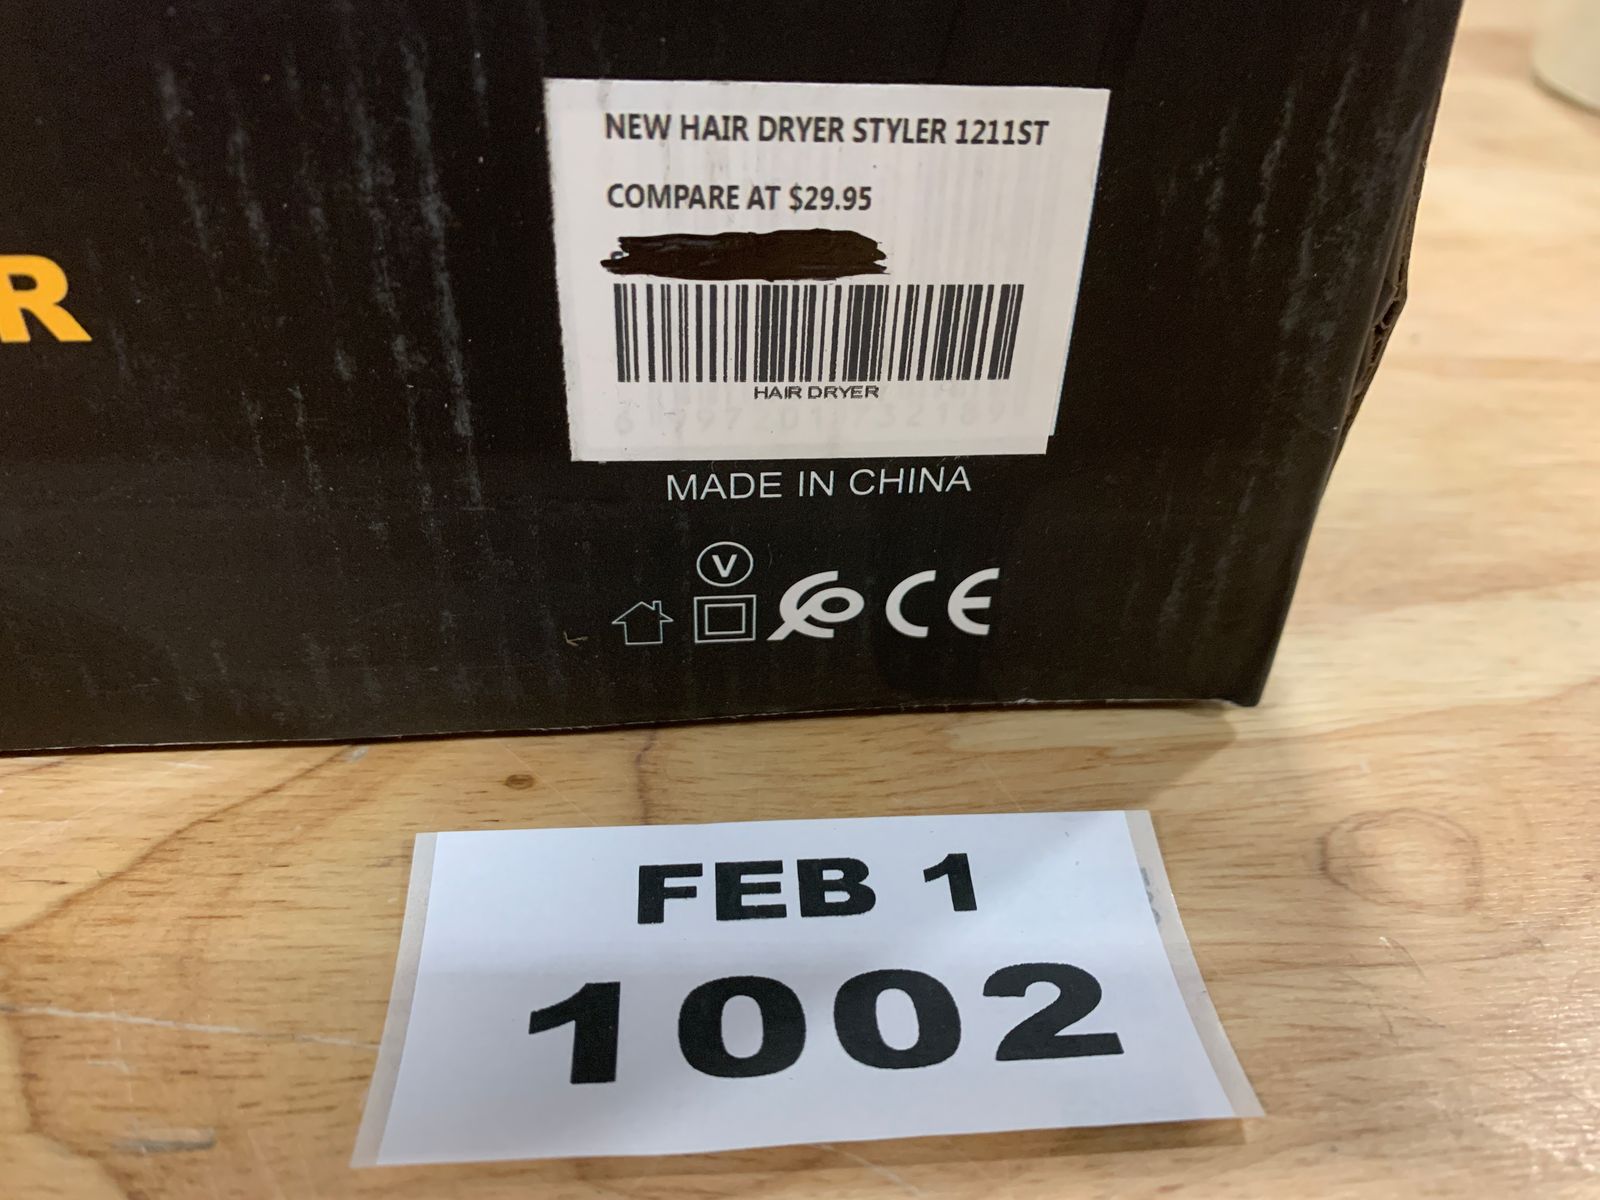 NEW HAIR DRYER STYLER 1211ST
COMPARE AT $29.95
HAIR DRYER
R
MADE IN CHINA
V
CE
FEB 1
1002